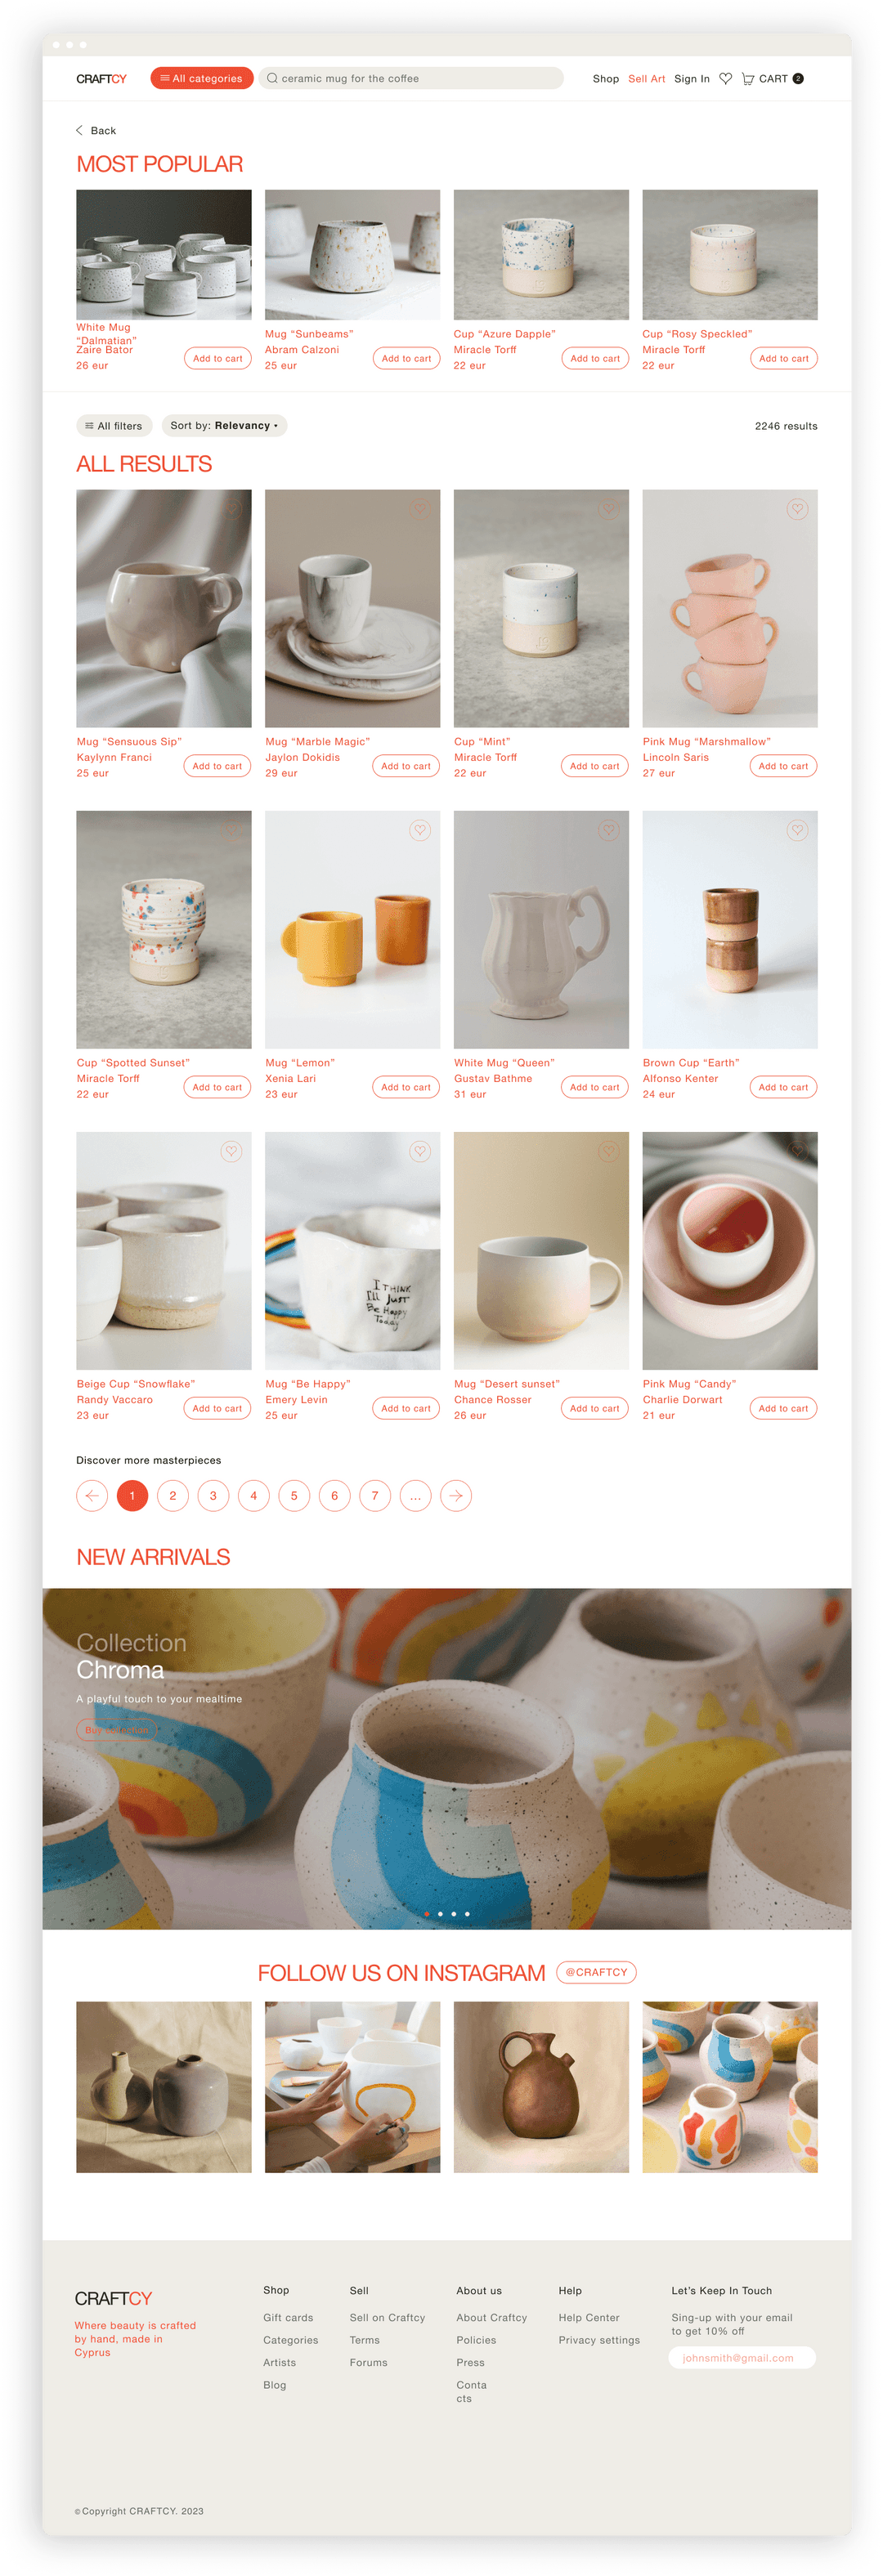 CRAFTCY
All categories
ceramic mug for the coffee
Shop Sell Art Sign In CART 2
Back
MOST POPULAR
White Mug
“Dalmatian”
Zaire Bator
26 eur
Add to cart
Mug “Sunbeams”
Abram Calzoni
25 eur
Add to cart
Cup “Azure Dapple”
Miracle Torff
22 eur
Add to cart
Cup “Rosy Speckled”
Miracle Torff
22 eur
Add to cart
All filters
Sort by: Relevancy
2246 results
ALL RESULTS
Mug “Sensuous Sip”
Kaylynn Franci
25 eur
Add to cart
Mug “Marble Magic”
Jaylon Dokidis
29 eur
Add to cart
Cup “Mint”
Miracle Torff
22 eur
Add to cart
Pink Mug “Marshmallow”
Lincoln Saris
27 eur
Add to cart
Cup “Spotted Sunset”
Miracle Torff
22 eur
Add to cart
Mug “Lemon”
Xenia Lari
23 eur
Add to cart
White Mug “Queen”
Gustav Bathme
31 eur
Add to cart
Brown Cup “Earth”
Alfonso Kenter
24 eur
Add to cart
I THINK
I'll Just
Be Happy
Today
Beige Cup “Snowflake”
Randy Vaccaro
23 eur
Add to cart
Mug “Be Happy”
Emery Levin
25 eur
Add to cart
Mug “Desert sunset”
Chance Rosser
26 eur
Add to cart
Pink Mug “Candy”
Charlie Dorwart
21 eur
Add to cart
Discover more masterpieces
1 2 3 4 5 6 7 ...
NEW ARRIVALS
Collection
Chroma
A playful touch to your mealtime
Buy collection
FOLLOW US ON INSTAGRAM @CRAFTCY
CRAFTCY
Where beauty is crafted
by hand, made in
Cyprus
Shop
Gift cards
Categories
Artists
Blog
Sell
Sell on Craftcy
Terms
Forums
About us
About Craftcy
Policies
Press
Conta
cts
Help
Help Center
Privacy settings
Let's Keep In Touch
Sing-up with your email
to get 10% off
johnsmith@gmail.com
©Copyright CRAFTCY. 2023